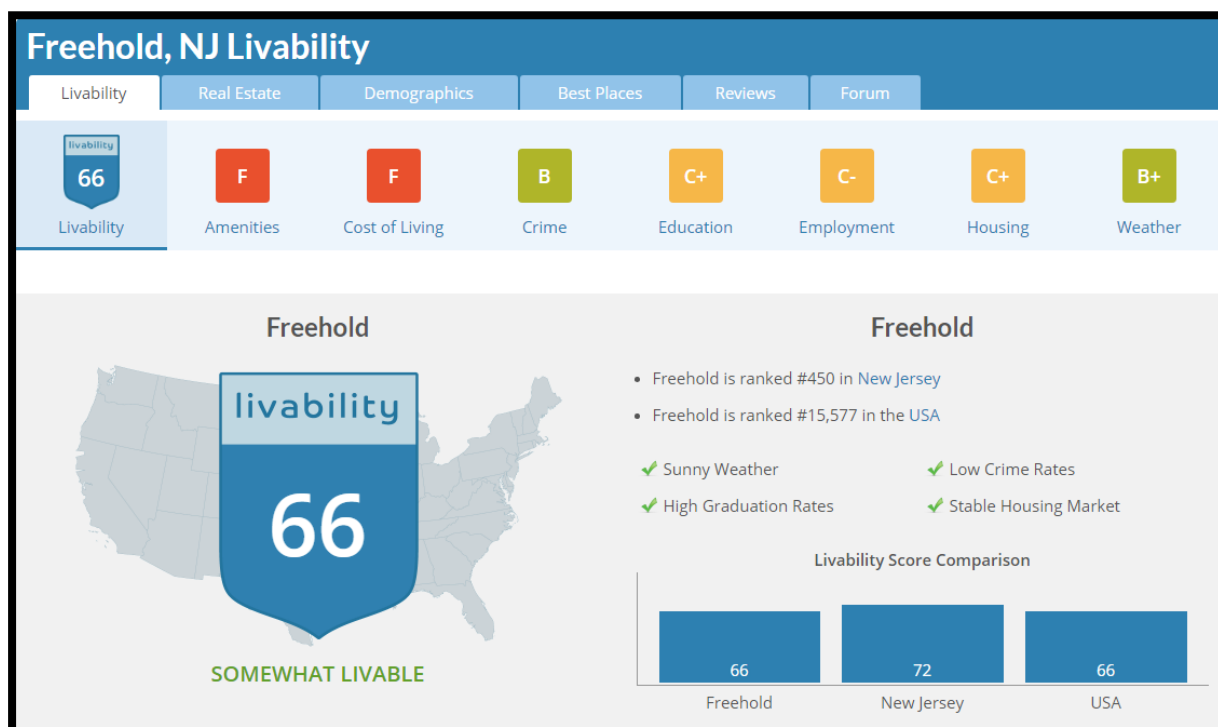 Freehold, NJ Livability
Livability Real Estate Demographics Best Places Reviews Forum
livability
66 F F B C+ C- C+ B+
Livability Amenities Cost of Living Crime Education Employment Housing Weather
Freehold
livability
66
SOMEWHAT LIVABLE
Freehold
• Freehold is ranked #450 in New Jersey
• Freehold is ranked #15,577 in the USA
Sunny Weather Low Crime Rates
High Graduation Rates Stable Housing Market
Livability Score Comparison
66 72 66
Freehold New Jersey USA